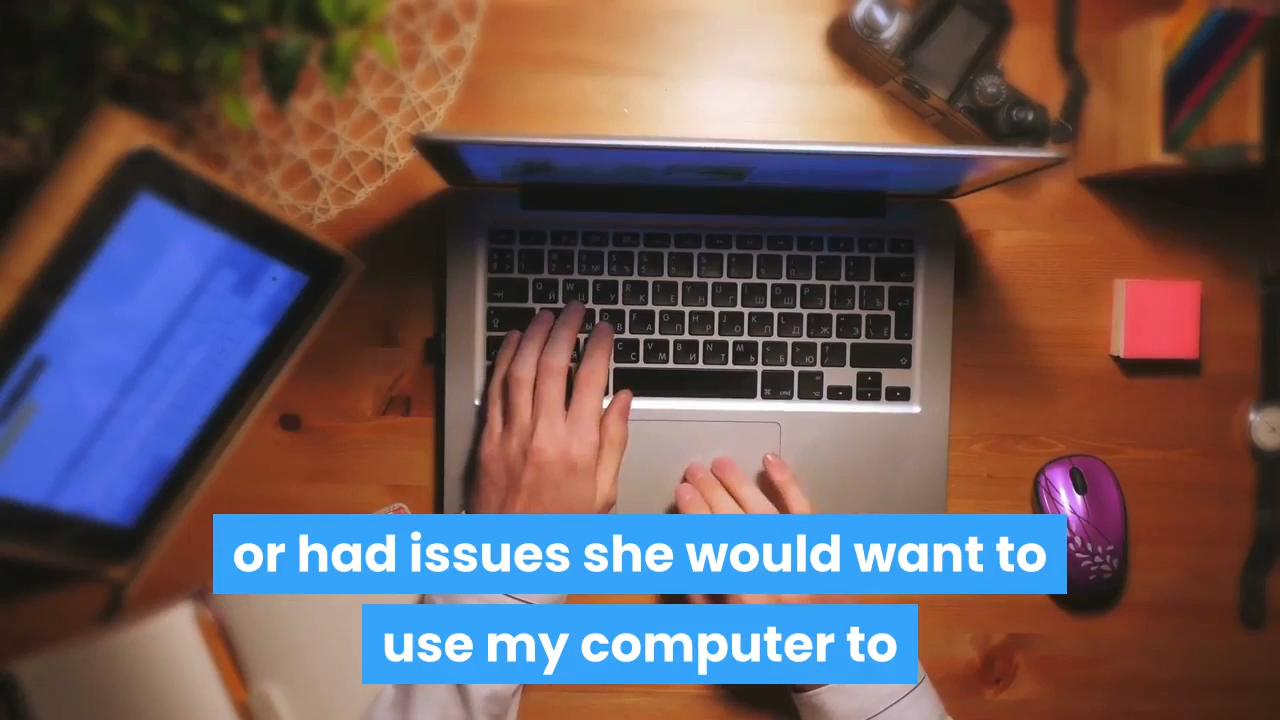 or had issues she would want to
use my computer to